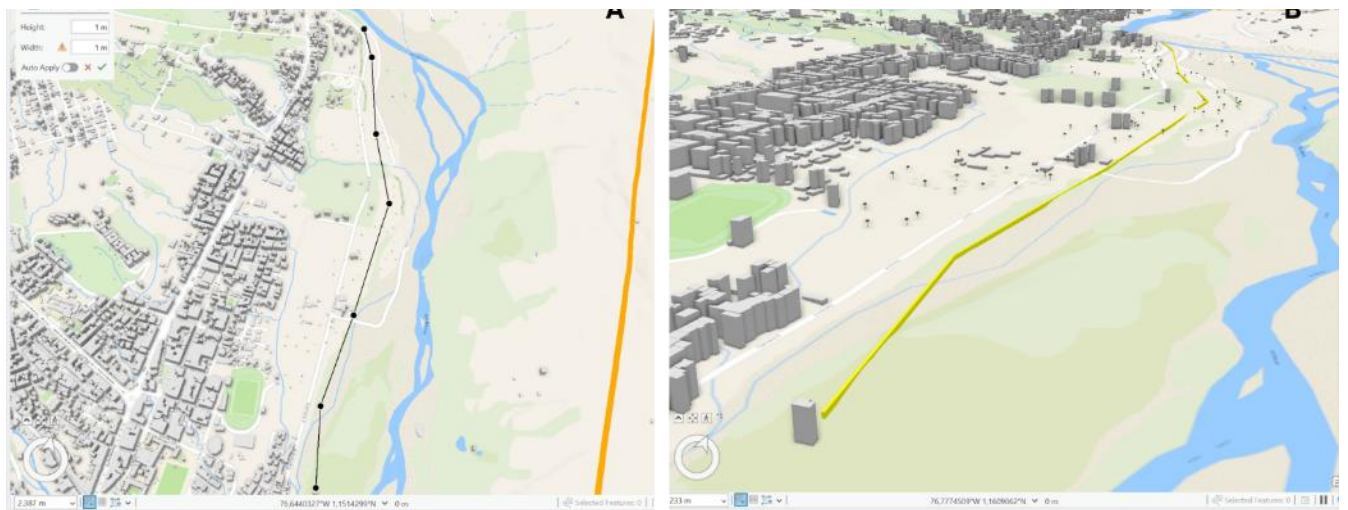 A
B
Height: 1 m
Width: 1 m
Auto Apply
2.387 m
76,6440327°W 1,1514299°N 0 m
Selected Features: 0
233 m
76,7774509°W 1,1609062°N 0 m
Selected Features: 0